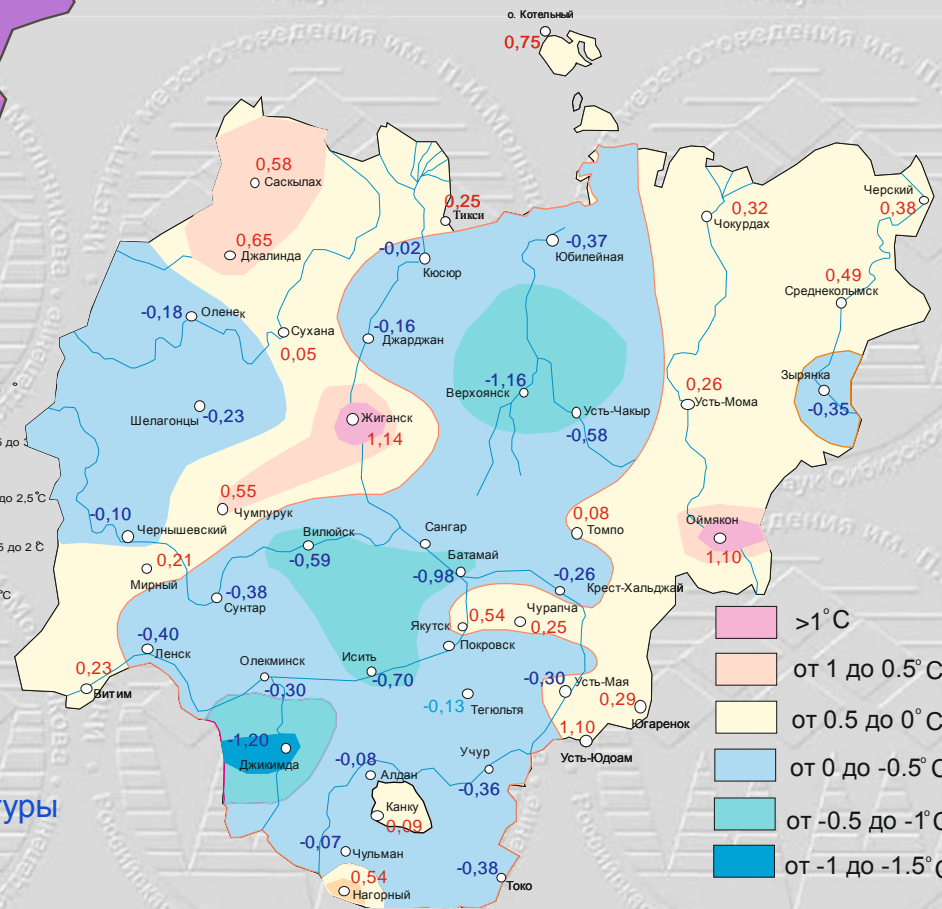 о. Котельный
0,75
0,58
Саскылах
0,65
Джалинда
0,25
Тикси
-0,02
Кюсюр
-0,37
Юбилейная
0,32
Чокурдах
Черский
0,38
0,49
Среднеколымск
-0,18
Оленек
Сухана
0,05
-0,16
Джарджан
-1,16
Верхоянск
Усть-Чакыр
-0,58
0,26
Усть-Мома
Зырянка
-0,35
Шелагонцы
-0,23
Жиганск
1,14
0,55
Чумпурук
-0,10
Чернышевский
0,21
Мирный
Вилюйск
-0,59
Сангар
Батамай
-0,98
0,08
Томпо
Оймякон
1,10
-0,26
Крест-Хальджай
-0,38
Сунтар
0,54
Якутск
Чурапча
0,25
Покровск
-0,40
Ленск
0,23
Витим
Олекминск
-0,30
Исить
-0,70
-0,13
Тегюльтя
-0,30
Усть-Мая
0,29
Югаренок
1,10
Усть-Юдоам
-1,20
Джикимда
-0,08
Алдан
Учур
-0,36
Канку
0,09
-0,07
Чульман
0,54
Нагорный
-0,38
Токо
до 2,5°С
5 до 2°С
°С
туры
>1°С
от 1 до 0.5°С
от 0.5 до 0°С
от 0 до -0.5°С
от -0.5 до -1°С
от -1 до -1.5°С